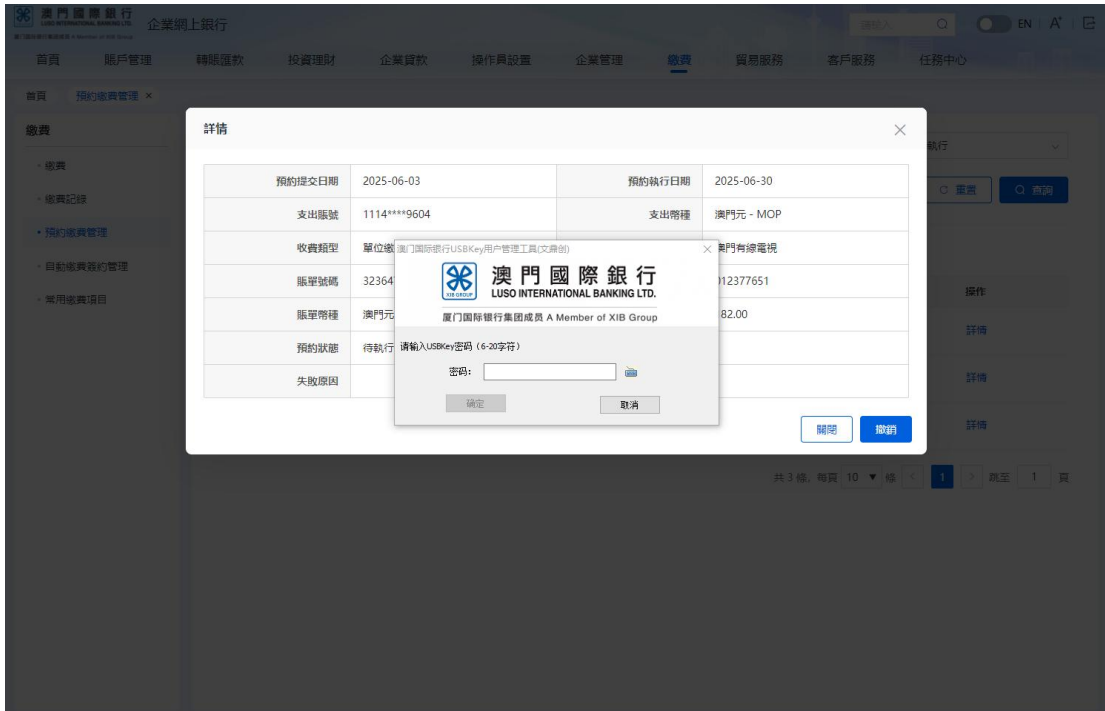 澳門國際銀行 企業網上銀行
LUSO INTERNATIONAL BANKING LTD.
請輸入 EN A
首頁 賬戶管理 轉賬匯款 投資理財 企業貸款 操作員設置 企業管理 繳費 貿易服務 客戶服務 任務中心
首頁 預約繳費管理 ×
繳費
繳費
繳費記錄
預約繳費管理
自動繳費簽約管理
常用繳費項目
執行
重置 查詢
操作
詳情
詳情
詳情
共 3 條, 每頁 10 條 1 跳至 1 頁
詳情
預約提交日期 2025-06-03 預約執行日期 2025-06-30
支出賬號 1114****9604 支出幣種 澳門元 - MOP
收費類型 單位繳 澳門有線電視
賬單號碼 32364 012377651
賬單幣種 澳門元 82.00
預約狀態 待執行
失敗原因
關閉 撤銷
澳门国际银行USBKey用户管理工具(文鼎创)
澳門國際銀行
LUSO INTERNATIONAL BANKING LTD.
XIB GROUP
厦门国际银行集团成员 A Member of XIB Group
请输入USBKey密码（6-20字符）
密码：
确定 取消